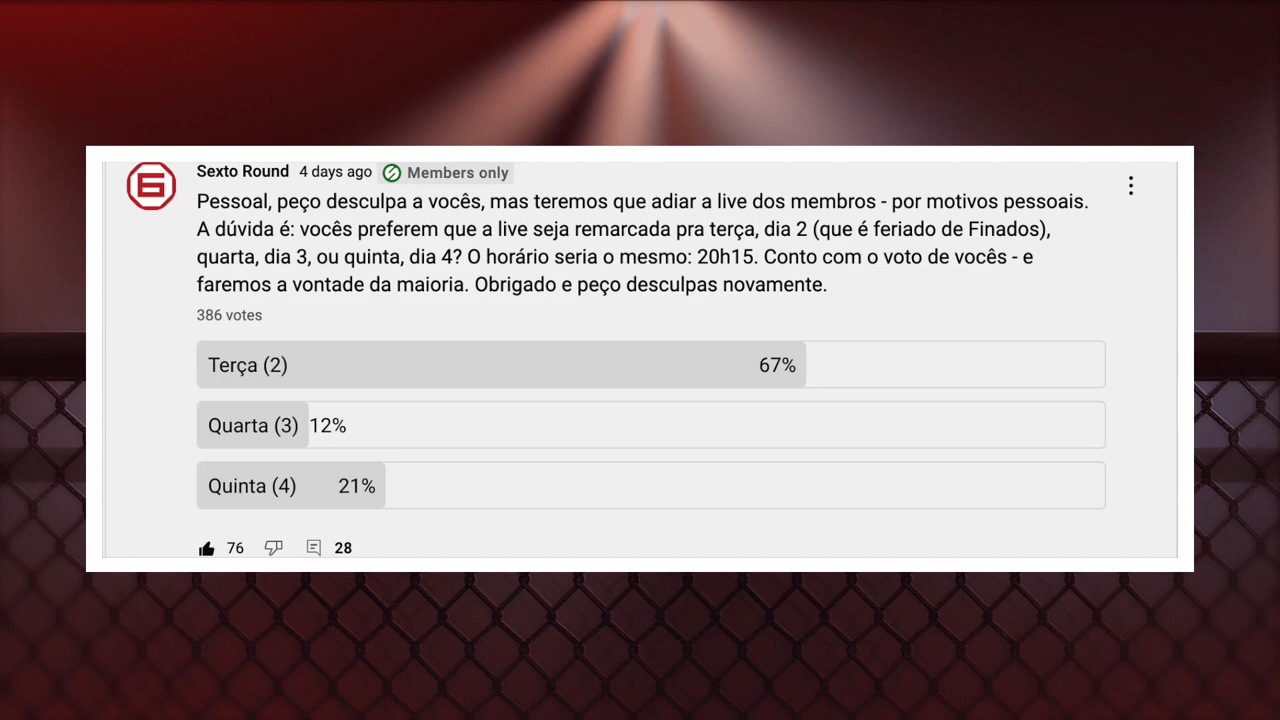 Sexto Round 4 days ago Members only
Pessoal, peço desculpa a vocês, mas teremos que adiar a live dos membros - por motivos pessoais.
A dúvida é: vocês preferem que a live seja remarcada pra terça, dia 2 (que é feriado de Finados),
quarta, dia 3, ou quinta, dia 4? O horário seria o mesmo: 20h15. Conto com o voto de vocês - e
faremos a vontade da maioria. Obrigado e peço desculpas novamente.
386 votes
Terça (2) 67%
Quarta (3) 12%
Quinta (4) 21%
76 28